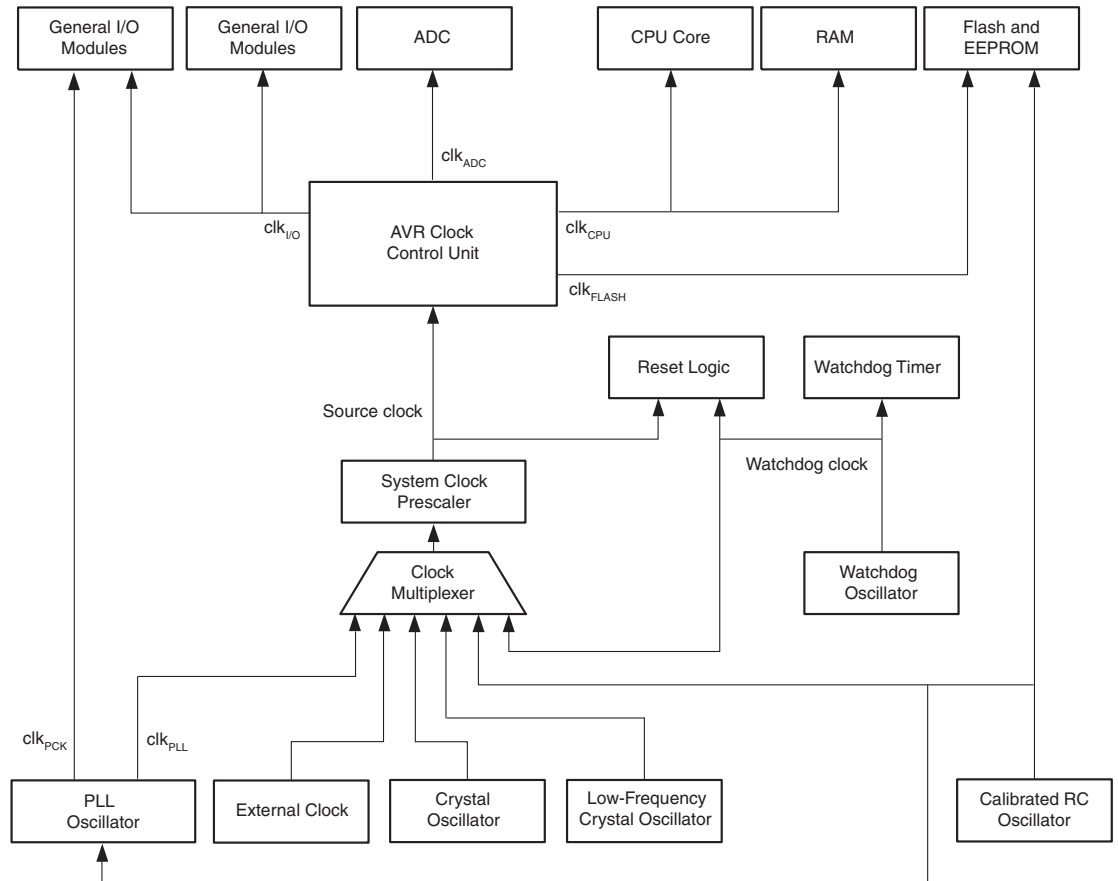 General I/O
Modules
General I/O
Modules
ADC
CPU Core
RAM
Flash and
EEPROM
clkADC
clkI/O
AVR Clock
Control Unit
clkCPU
clkFLASH
Reset Logic
Watchdog Timer
Source clock
Watchdog clock
System Clock
Prescaler
Clock
Multiplexer
Watchdog
Oscillator
clkPCK
clkPLL
PLL
Oscillator
External Clock
Crystal
Oscillator
Low-Frequency
Crystal Oscillator
Calibrated RC
Oscillator